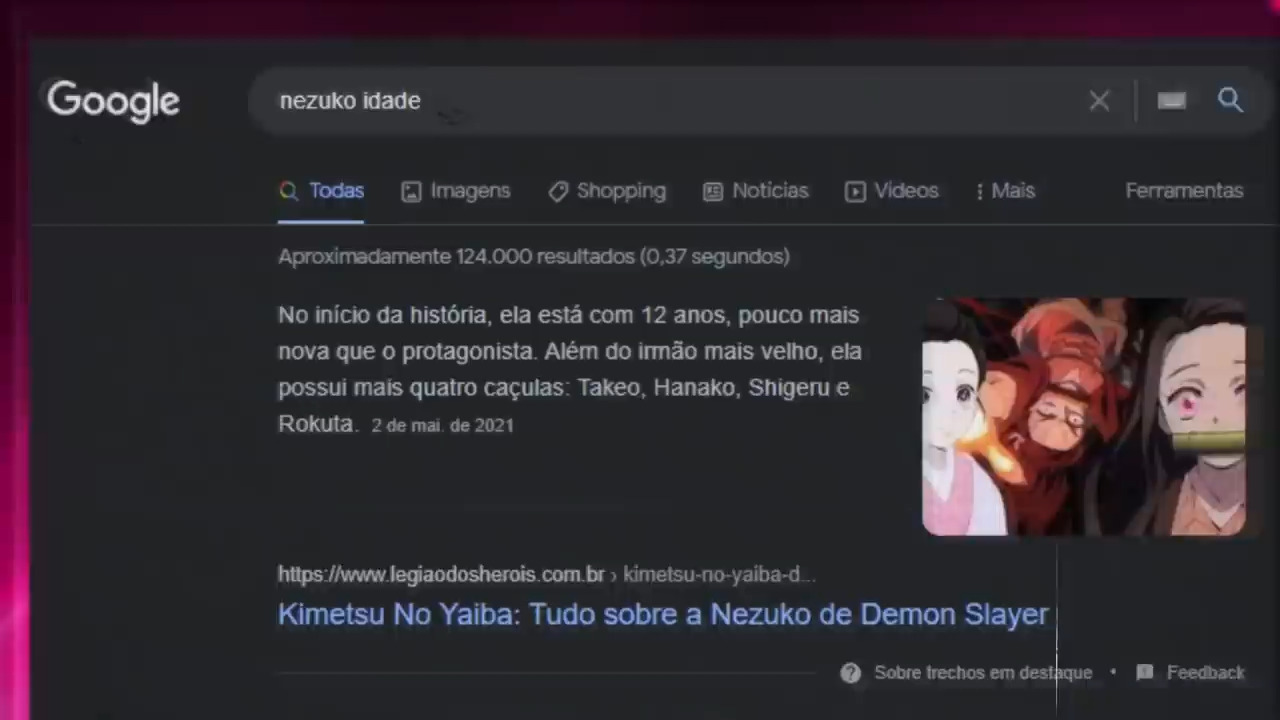 Google
nezuko idade
Todas Imagens Shopping Notícias Vídeos Mais Ferramentas
Aproximadamente 124.000 resultados (0,37 segundos)
No início da história, ela está com 12 anos, pouco mais
nova que o protagonista. Além do irmão mais velho, ela
possui mais quatro caçulas: Takeo, Hanako, Shigeru e
Rokuta. 2 de mai. de 2021
https://www.legiaodosherois.com.br › kimetsu-no-yaiba-d...
Kimetsu No Yaiba: Tudo sobre a Nezuko de Demon Slayer
Sobre trechos em destaque • Feedback